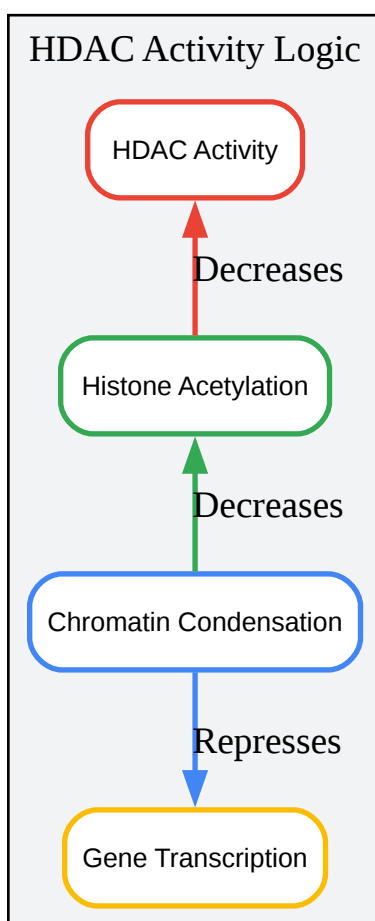 HDAC Activity Logic
HDAC Activity
Decreases
Histone Acetylation
Decreases
Chromatin Condensation
Represses
Gene Transcription